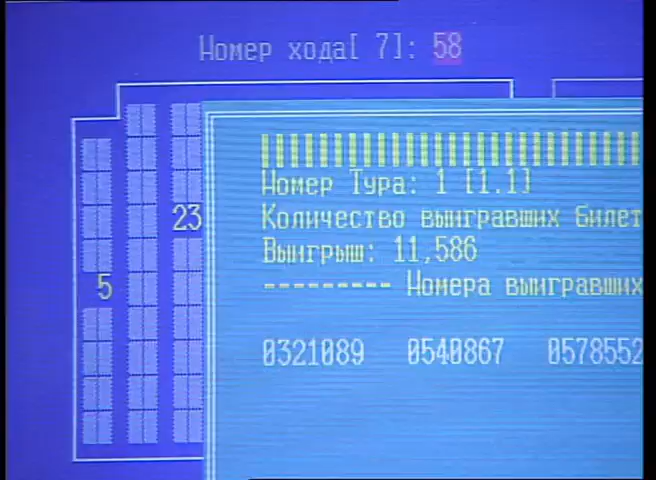 Номер хода[ 7]: 58
23
5
Номер Тура: 1 [1.1]
Количество выигравших билет
Выигрыш: 11,586
--------- Номера выигравших
0321089 0540867 0578552